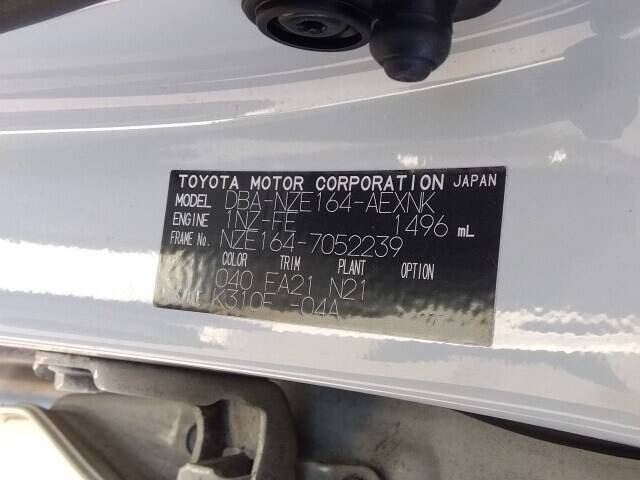 TOYOTA MOTOR CORPORATION JAPAN
MODEL DBA-NZE164-AEXNK
ENGINE 1NZ-FE 1496 mL
FRAME No. NZE164-7052239
COLOR TRIM PLANT OPTION
040 EA21 N21
K310F -04A